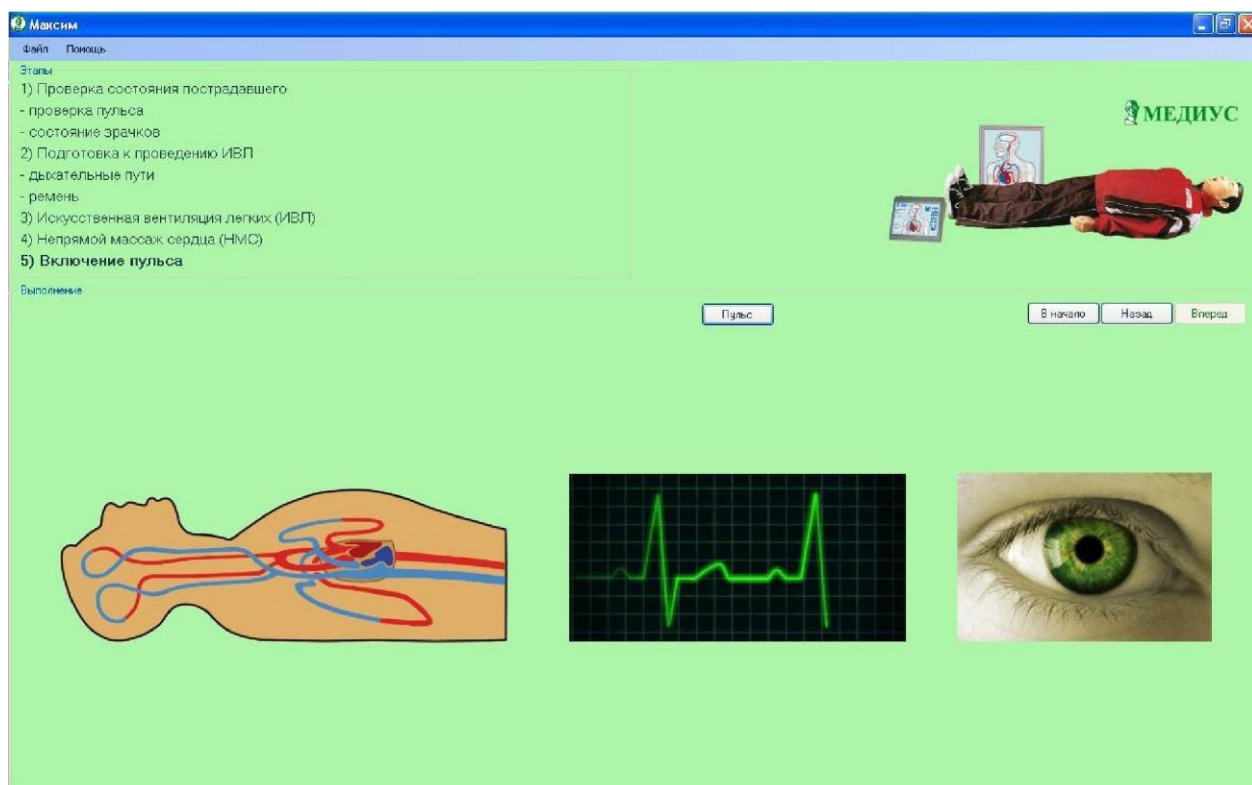 Максим
Файл Помощь
Этапы
1) Проверка состояния пострадавшего
- проверка пульса
- состояние зрачков
2) Подготовка к проведению ИВЛ
- дыхательные пути
- ремень
3) Искусственная вентиляция легких (ИВЛ)
4) Непрямой массаж сердца (НМС)
5) Включение пульса
МЕДИУС
Выполнение
Пульс
В начало Назад Вперед